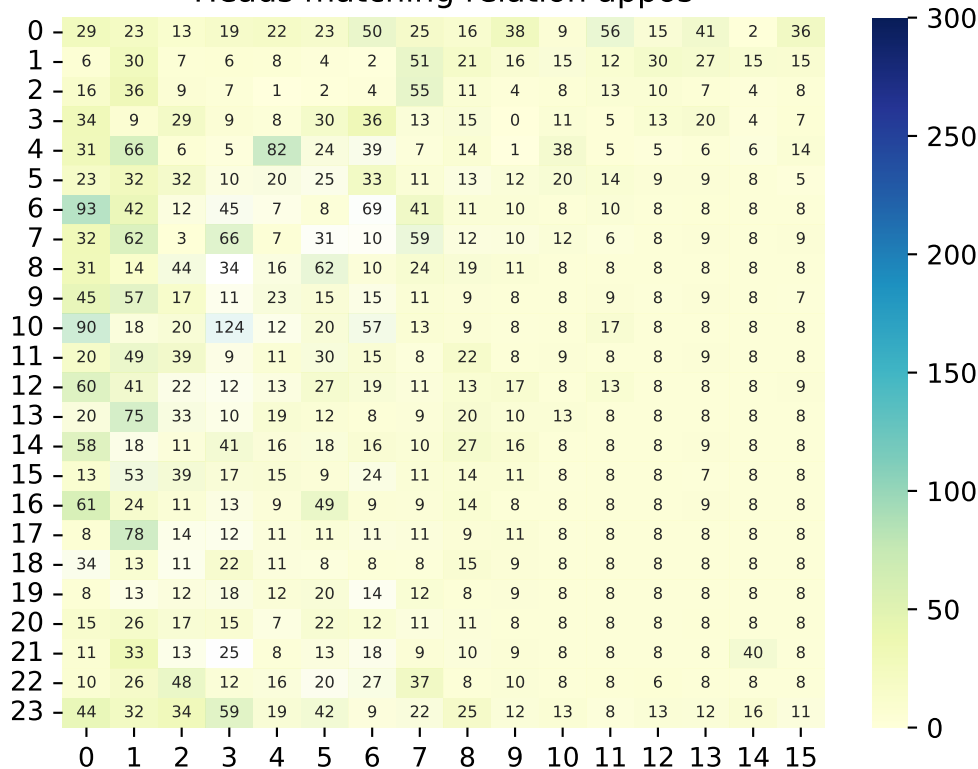 Heads matching relation appos
0 29 23 13 19 22 23 50 25 16 38 9 56 15 41 2 36
1 6 30 7 6 8 4 2 51 21 16 15 12 30 27 15 15
2 16 36 9 7 1 2 4 55 11 4 8 13 10 7 4 8
3 34 9 29 9 8 30 36 13 15 0 11 5 13 20 4 7
4 31 66 6 5 82 24 39 7 14 1 38 5 5 6 6 14
5 23 32 32 10 20 25 33 11 13 12 20 14 9 9 8 5
6 93 42 12 45 7 8 69 41 11 10 8 10 8 8 8 8
7 32 62 3 66 7 31 10 59 12 10 12 6 8 9 8 9
8 31 14 44 34 16 62 10 24 19 11 8 8 8 8 8 8
9 45 57 17 11 23 15 15 11 9 8 8 9 8 9 8 7
10 90 18 20 124 12 20 57 13 9 8 8 17 8 8 8 8
11 20 49 39 9 11 30 15 8 22 8 9 8 8 9 8 8
12 60 41 22 12 13 27 19 11 13 17 8 13 8 8 8 9
13 20 75 33 10 19 12 8 9 20 10 13 8 8 8 8 8
14 58 18 11 41 16 18 16 10 27 16 8 8 8 9 8 8
15 13 53 39 17 15 9 24 11 14 11 8 8 8 7 8 8
16 61 24 11 13 9 49 9 9 14 8 8 8 8 9 8 8
17 8 78 14 12 11 11 11 11 9 11 8 8 8 8 8 8
18 34 13 11 22 11 8 8 8 15 9 8 8 8 8 8 8
19 8 13 12 18 12 20 14 12 8 9 8 8 8 8 8 8
20 15 26 17 15 7 22 12 11 11 8 8 8 8 8 8 8
21 11 33 13 25 8 13 18 9 10 9 8 8 8 8 40 8
22 10 26 48 12 16 20 27 37 8 10 8 8 6 8 8 8
23 44 32 34 59 19 42 9 22 25 12 13 8 13 12 16 11
0 1 2 3 4 5 6 7 8 9 10 11 12 13 14 15
300
250
200
150
100
50
0